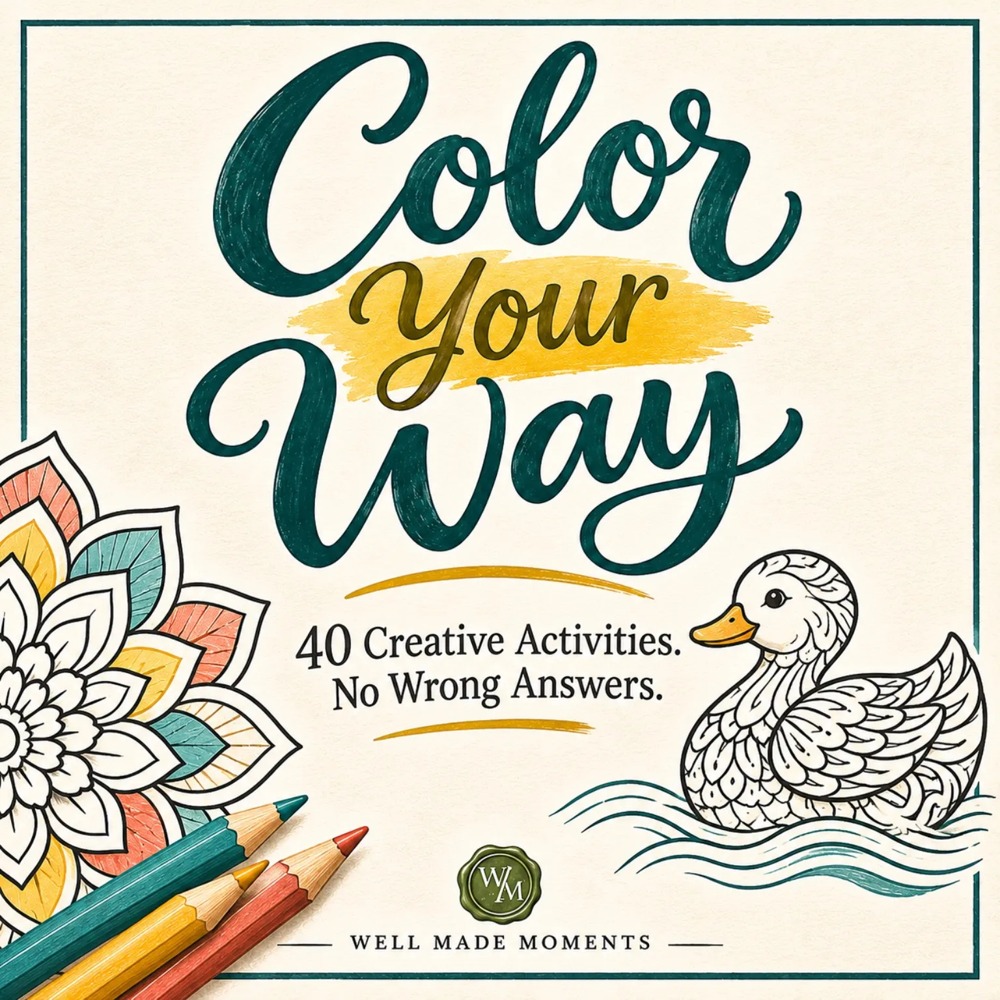 Color
Your
Way
40 Creative Activities.
No Wrong Answers.
WM
WELL MADE MOMENTS